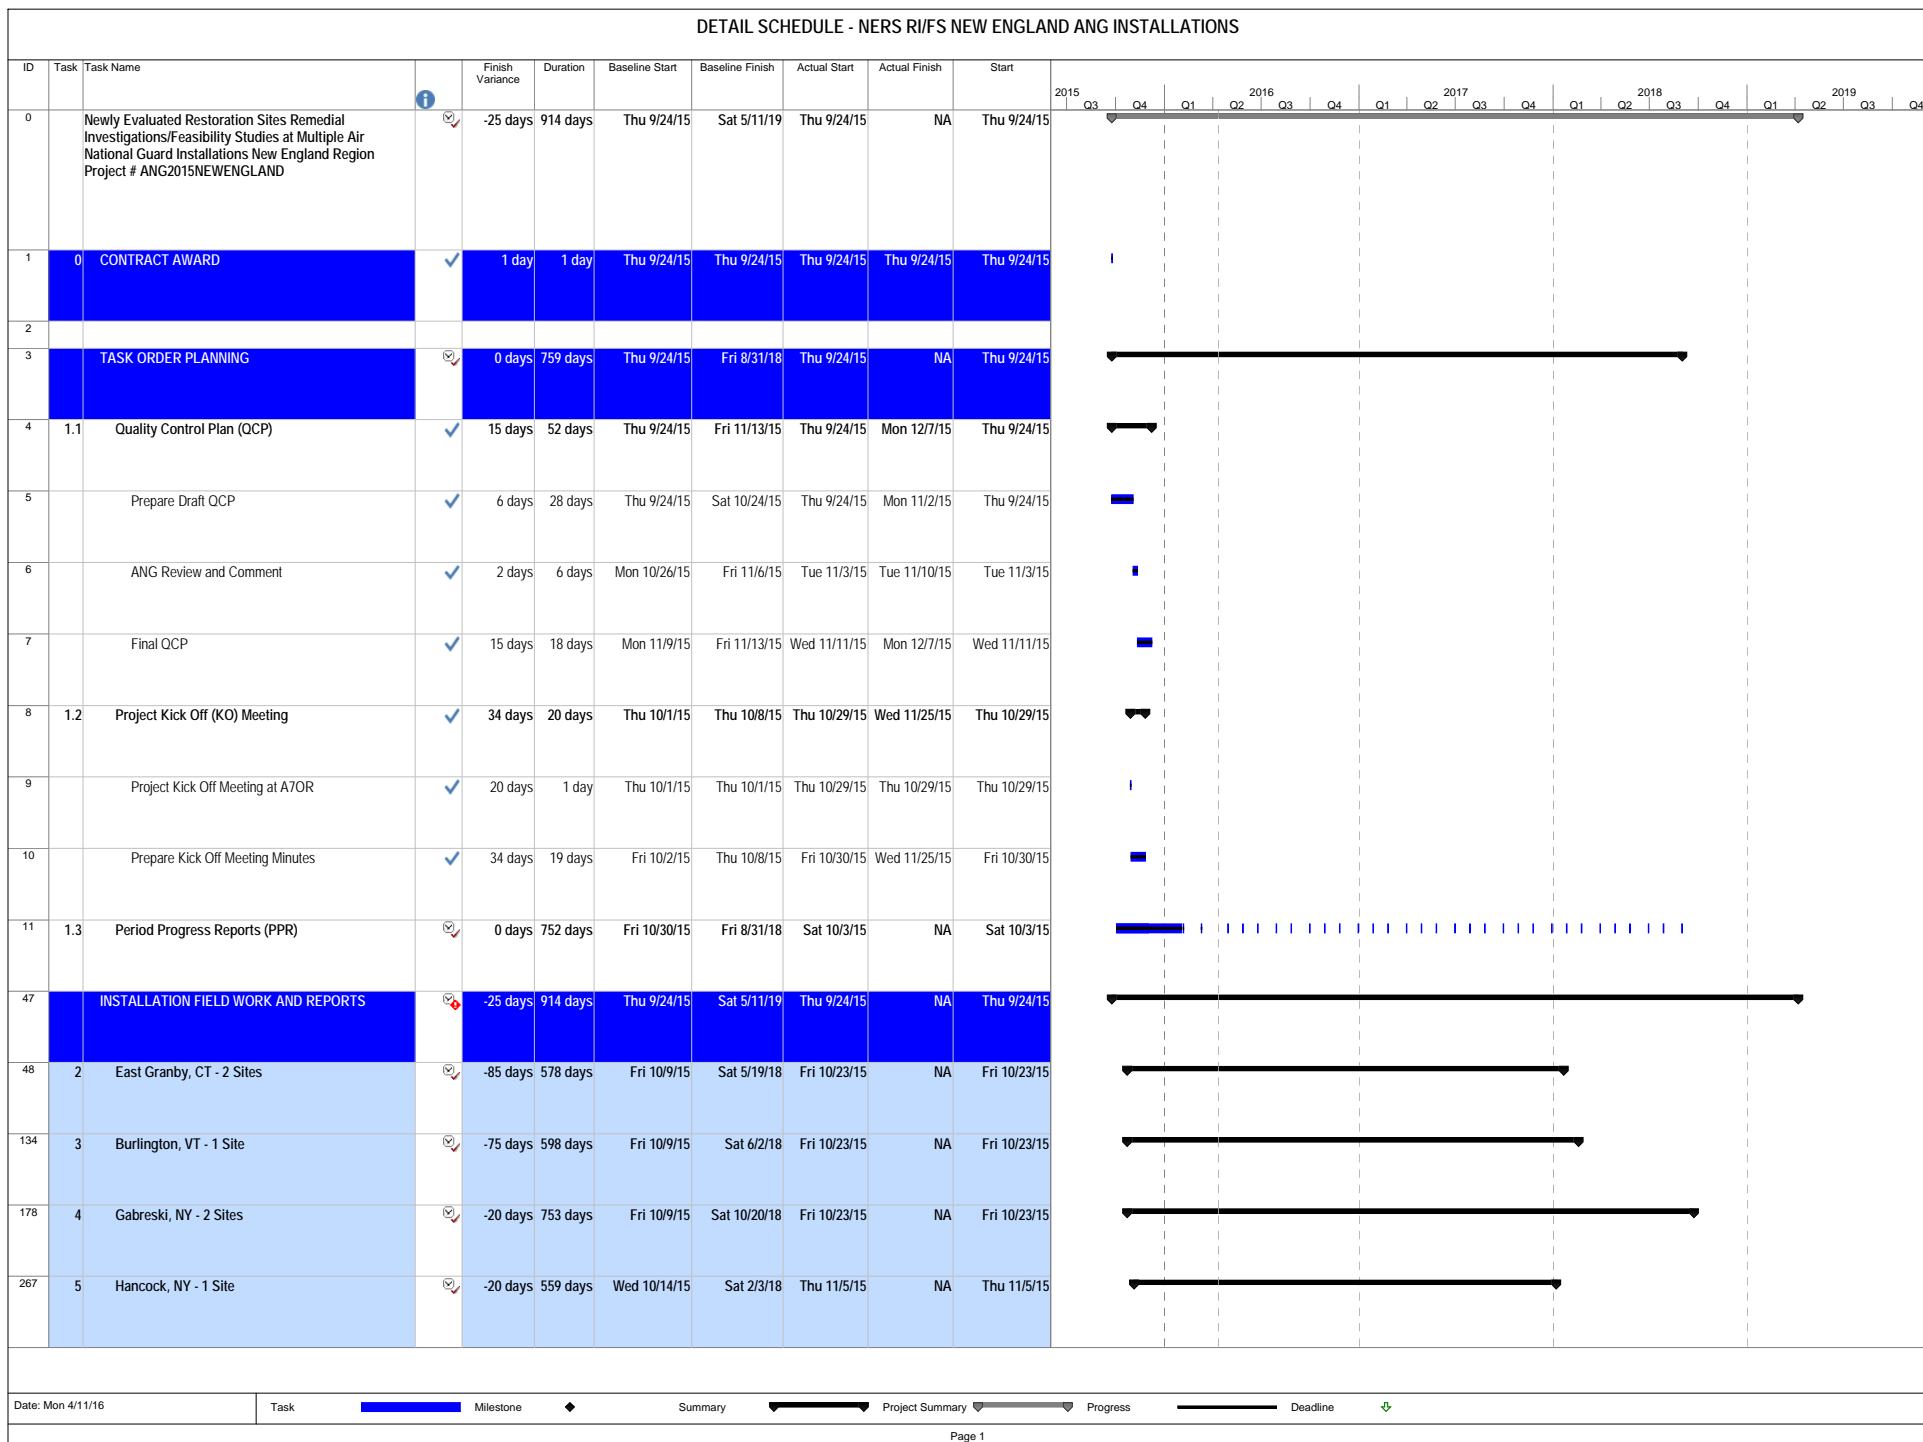 DETAIL SCHEDULE - NERS RI/FS NEW ENGLAND ANG INSTALLATIONS
ID Task Task Name Finish Variance Duration Baseline Start Baseline Finish Actual Start Actual Finish Start
2015 2016 2017 2018 2019
Q3 Q4 Q1 Q2 Q3 Q4 Q1 Q2 Q3 Q4 Q1 Q2 Q3 Q4 Q1 Q2 Q3 Q4
0 Newly Evaluated Restoration Sites Remedial -25 days 914 days Thu 9/24/15 Sat 5/11/19 Thu 9/24/15 NA Thu 9/24/15
Investigations/Feasibility Studies at Multiple Air
National Guard Installations New England Region
Project # ANG2015NEWENGLAND
1 0 CONTRACT AWARD 1 day 1 day Thu 9/24/15 Thu 9/24/15 Thu 9/24/15 Thu 9/24/15 Thu 9/24/15
2
3 TASK ORDER PLANNING 0 days 759 days Thu 9/24/15 Fri 8/31/18 Thu 9/24/15 NA Thu 9/24/15
4 1.1 Quality Control Plan (QCP) 15 days 52 days Thu 9/24/15 Fri 11/13/15 Thu 9/24/15 Mon 12/7/15 Thu 9/24/15
5 Prepare Draft QCP 6 days 28 days Thu 9/24/15 Sat 10/24/15 Thu 9/24/15 Mon 11/2/15 Thu 9/24/15
6 ANG Review and Comment 2 days 6 days Mon 10/26/15 Fri 11/6/15 Tue 11/3/15 Tue 11/10/15 Tue 11/3/15
7 Final QCP 15 days 18 days Mon 11/9/15 Fri 11/13/15 Wed 11/11/15 Mon 12/7/15 Wed 11/11/15
8 1.2 Project Kick Off (KO) Meeting 34 days 20 days Thu 10/1/15 Thu 10/8/15 Thu 10/29/15 Wed 11/25/15 Thu 10/29/15
9 Project Kick Off Meeting at A7OR 20 days 1 day Thu 10/1/15 Thu 10/1/15 Thu 10/29/15 Thu 10/29/15 Thu 10/29/15
10 Prepare Kick Off Meeting Minutes 34 days 19 days Fri 10/2/15 Thu 10/8/15 Fri 10/30/15 Wed 11/25/15 Fri 10/30/15
11 1.3 Period Progress Reports (PPR) 0 days 752 days Fri 10/30/15 Fri 8/31/18 Sat 10/3/15 NA Sat 10/3/15
47 INSTALLATION FIELD WORK AND REPORTS -25 days 914 days Thu 9/24/15 Sat 5/11/19 Thu 9/24/15 NA Thu 9/24/15
48 2 East Granby, CT - 2 Sites -85 days 578 days Fri 10/9/15 Sat 5/19/18 Fri 10/23/15 NA Fri 10/23/15
134 3 Burlington, VT - 1 Site -75 days 598 days Fri 10/9/15 Sat 6/2/18 Fri 10/23/15 NA Fri 10/23/15
178 4 Gabreski, NY - 2 Sites -20 days 753 days Fri 10/9/15 Sat 10/20/18 Fri 10/23/15 NA Fri 10/23/15
267 5 Hancock, NY - 1 Site -20 days 559 days Wed 10/14/15 Sat 2/3/18 Thu 11/5/15 NA Thu 11/5/15
Date: Mon 4/11/16 Task Milestone Summary Project Summary Progress Deadline
Page 1